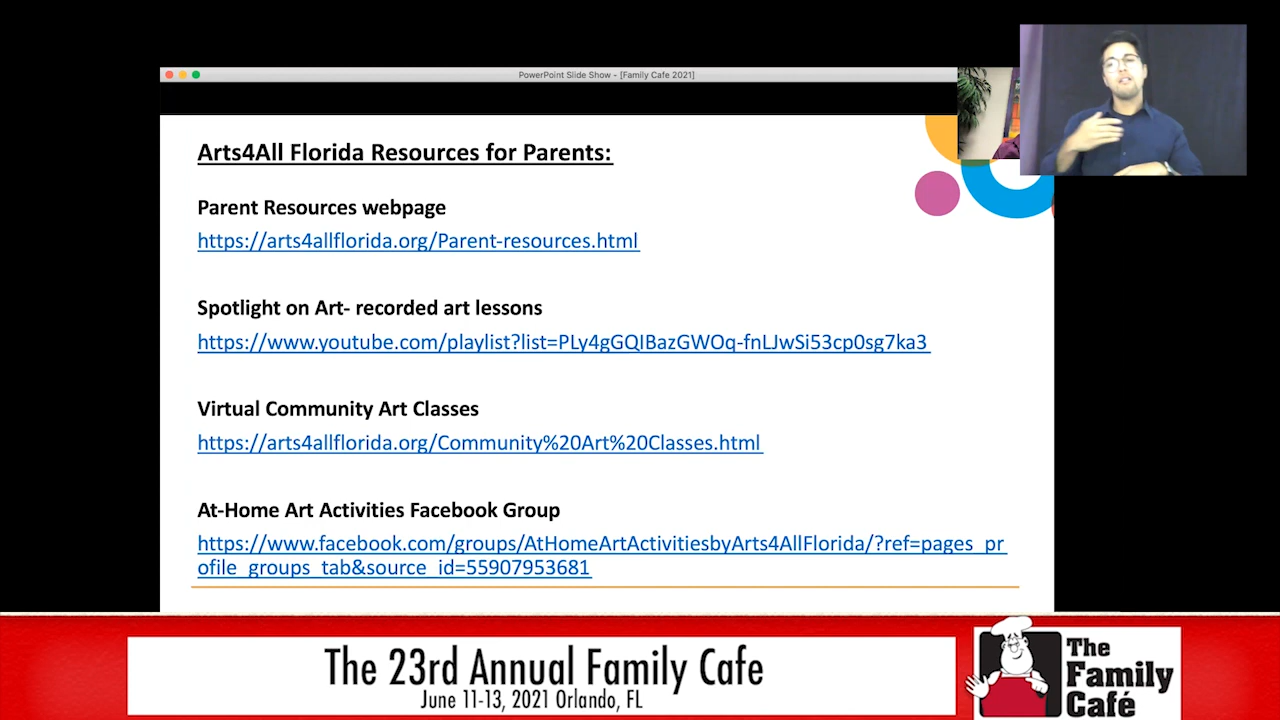 PowerPoint Slide Show - [Family Cafe 2021]
Arts4All Florida Resources for Parents:
Parent Resources webpage
https://arts4allflorida.org/Parent-resources.html
Spotlight on Art- recorded art lessons
https://www.youtube.com/playlist?list=PLy4gGQIBazGWOq-fnLJwSi53cp0sg7ka3
Virtual Community Art Classes
https://arts4allflorida.org/Community%20Art%20Classes.html
At-Home Art Activities Facebook Group
https://www.facebook.com/groups/AtHomeArtActivitiesbyArts4AllFlorida/?ref=pages_pr
ofile_groups_tab&source_id=55907953681
The 23rd Annual Family Cafe
June 11-13, 2021 Orlando, FL
The
Family
Café